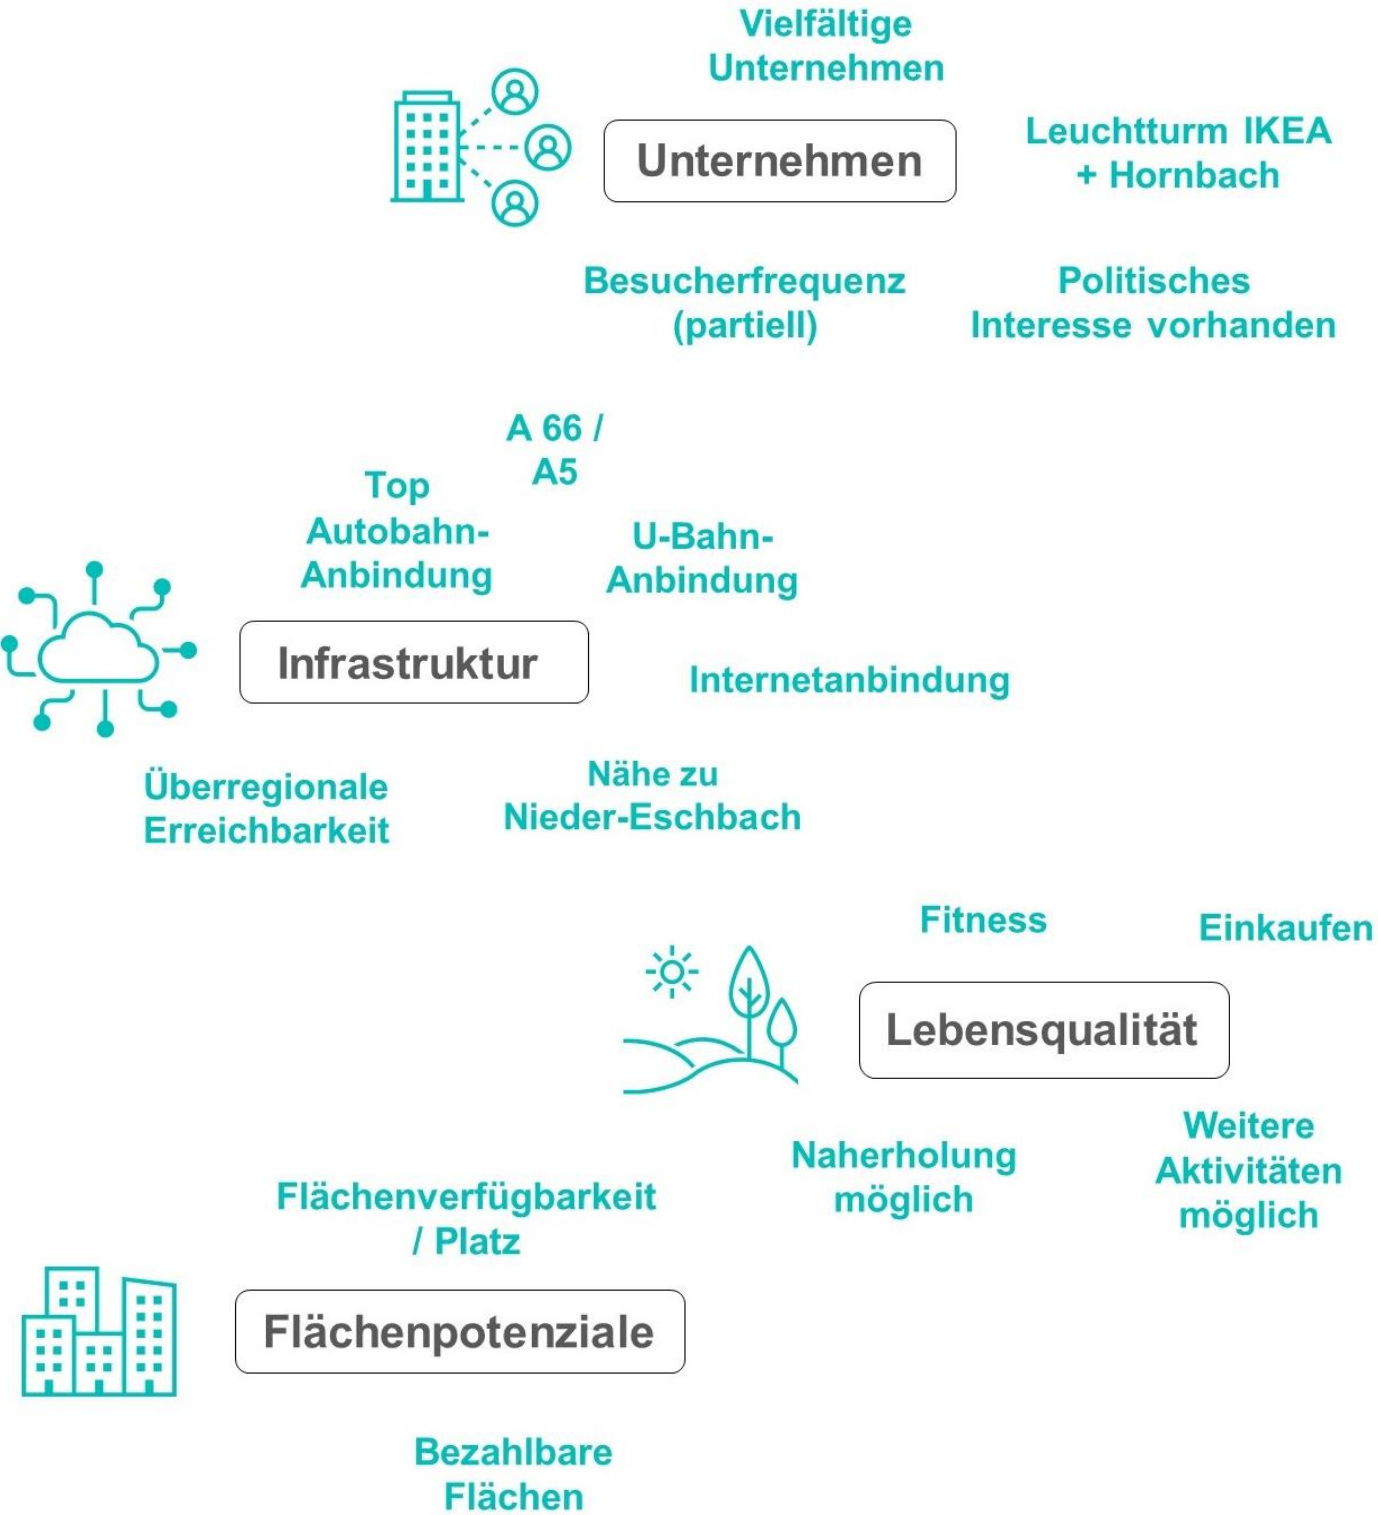 Vielfältige
Unternehmen
Unternehmen
Leuchtturm IKEA
+ Hornbach
Besucherfrequenz
(partiell)
Politisches
Interesse vorhanden
A 66 /
A5
Top
Autobahn-
Anbindung
U-Bahn-
Anbindung
Infrastruktur
Internetanbindung
Überregionale
Erreichbarkeit
Nähe zu
Nieder-Eschbach
Fitness
Einkaufen
Lebensqualität
Naherholung
möglich
Weitere
Aktivitäten
möglich
Flächenverfügbarkeit
/ Platz
Flächenpotenziale
Bezahlbare
Flächen